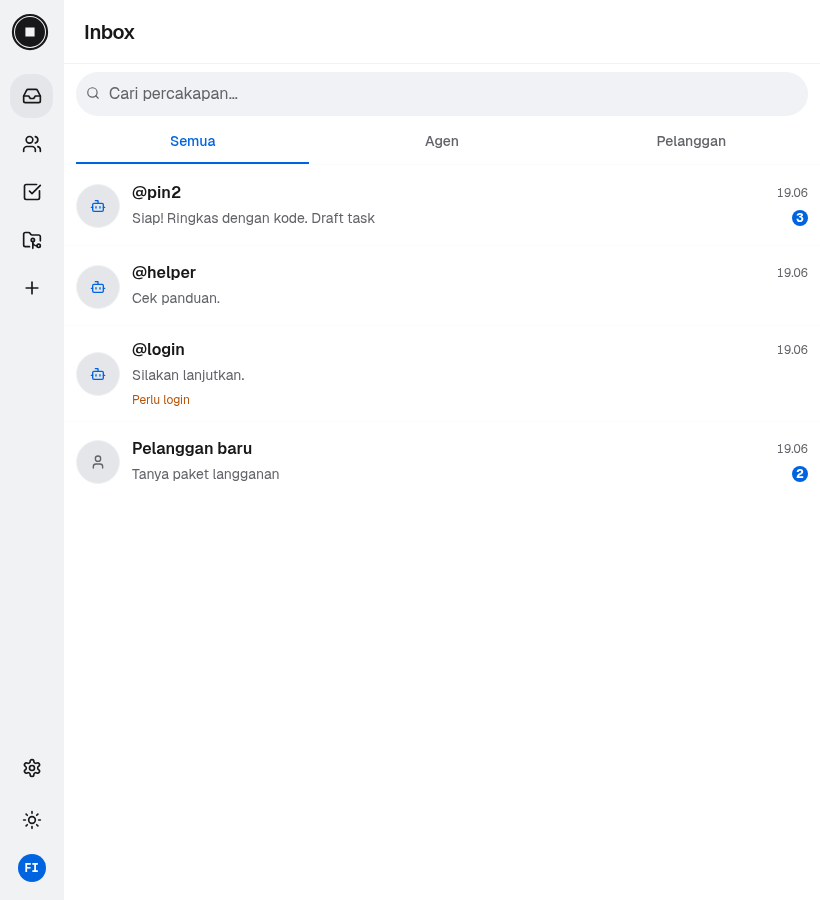 Inbox
Cari percakapan...
Semua
Agen
Pelanggan
@pin2
19.06
Siap! Ringkas dengan kode. Draft task
3
@helper
19.06
Cek panduan.
@login
19.06
Silakan lanjutkan.
Perlu login
Pelanggan baru
19.06
Tanya paket langganan
2
FI